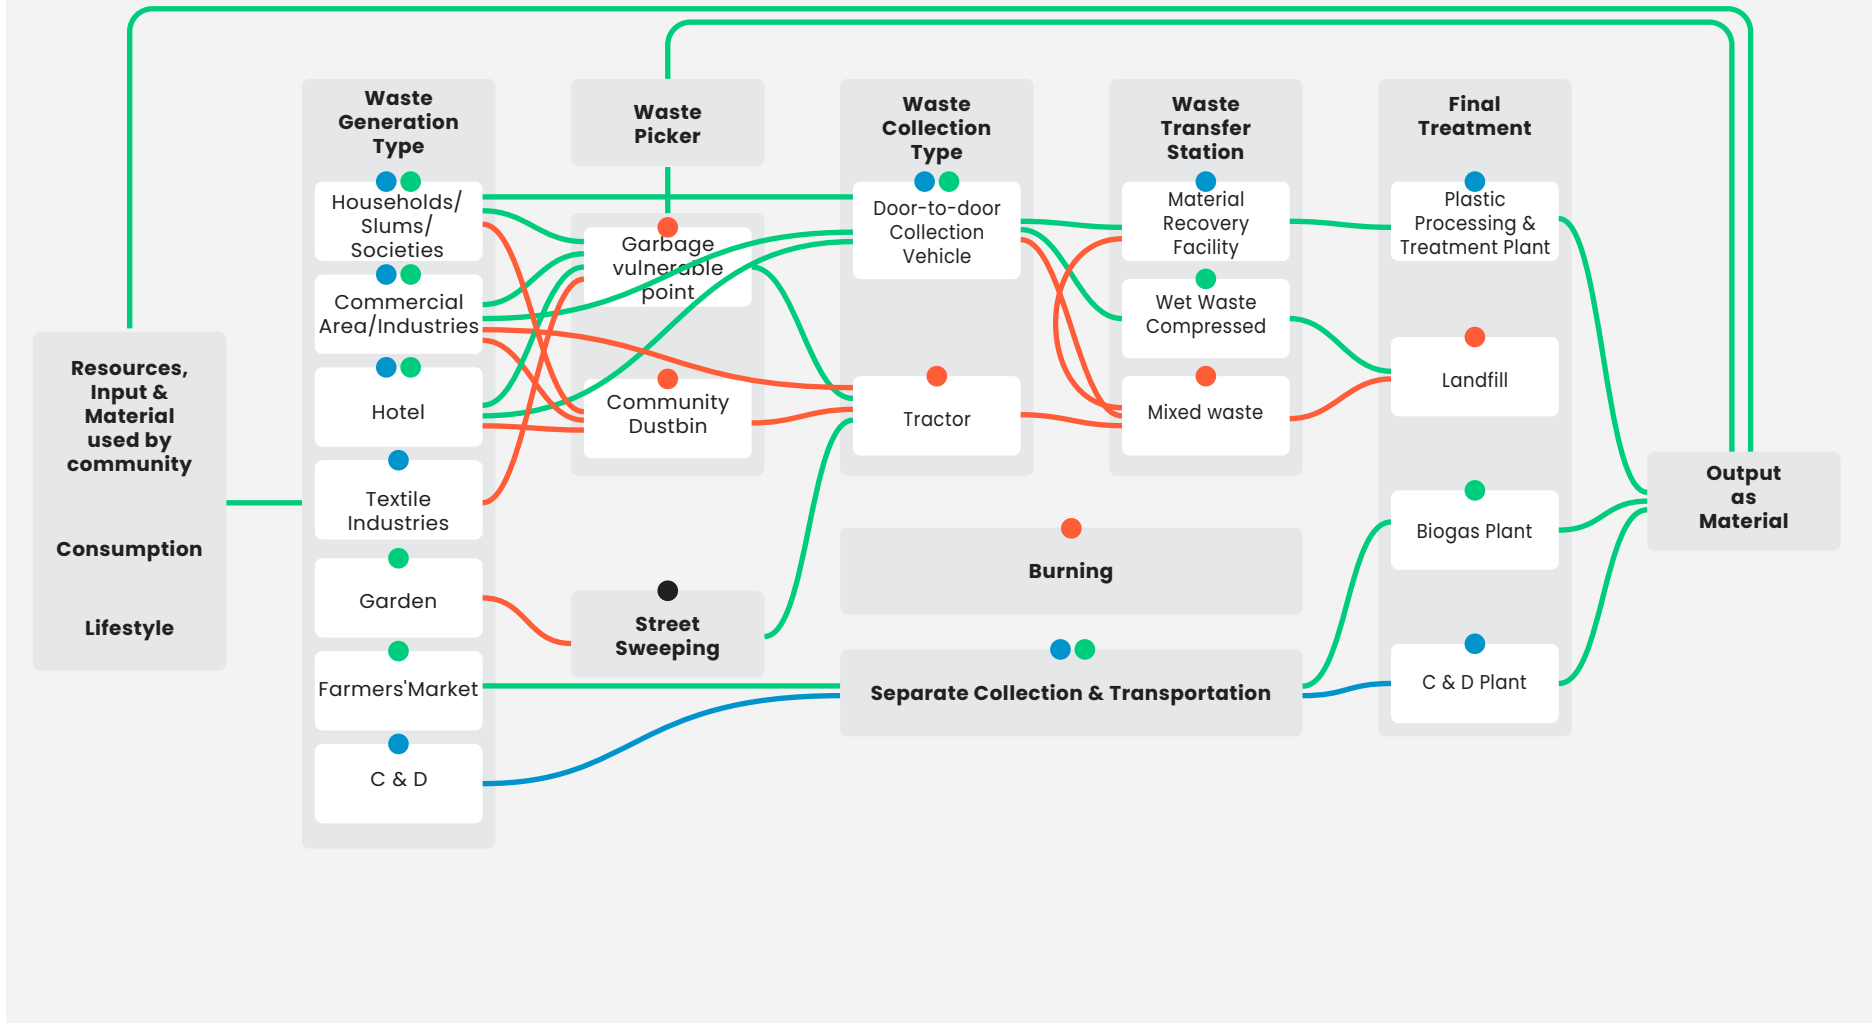 Resources,
Input &
Material
used by
community
Consumption
Lifestyle
Waste
Generation
Type
Households/
Slums/
Societies
Commercial
Area/Industries
Hotel
Textile
Industries
Garden
Farmers'Market
C & D
Waste
Picker
Garbage
vulnerable
point
Community
Dustbin
Street
Sweeping
Waste
Collection
Type
Door-to-door
Collection
Vehicle
Tractor
Waste
Transfer
Station
Material
Recovery
Facility
Wet Waste
Compressed
Mixed waste
Burning
Separate Collection & Transportation
Final
Treatment
Plastic
Processing &
Treatment Plant
Landfill
Biogas Plant
C & D Plant
Output
as
Material